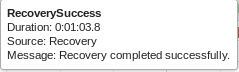 RecoverySuccess
Duration: 0:01:03.8
Source: Recovery
Message: Recovery completed successfully.